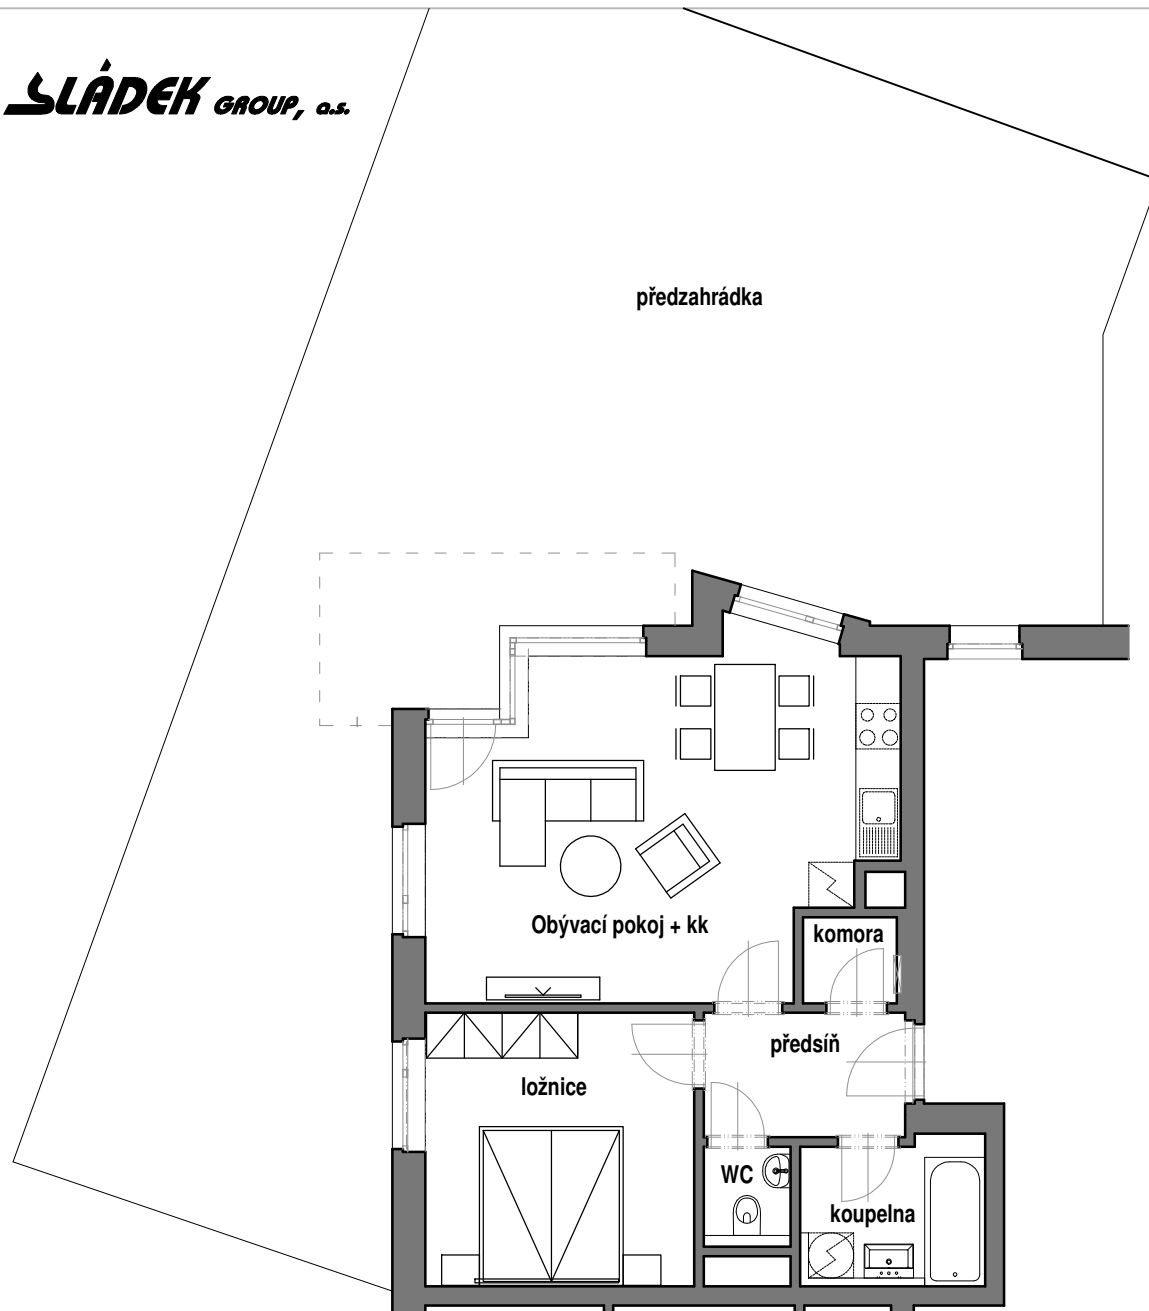 SLÁDEK GROUP, a.s.
předzahrádka
Obývací pokoj + kk
komora
předsíň
ložnice
WC
koupelna